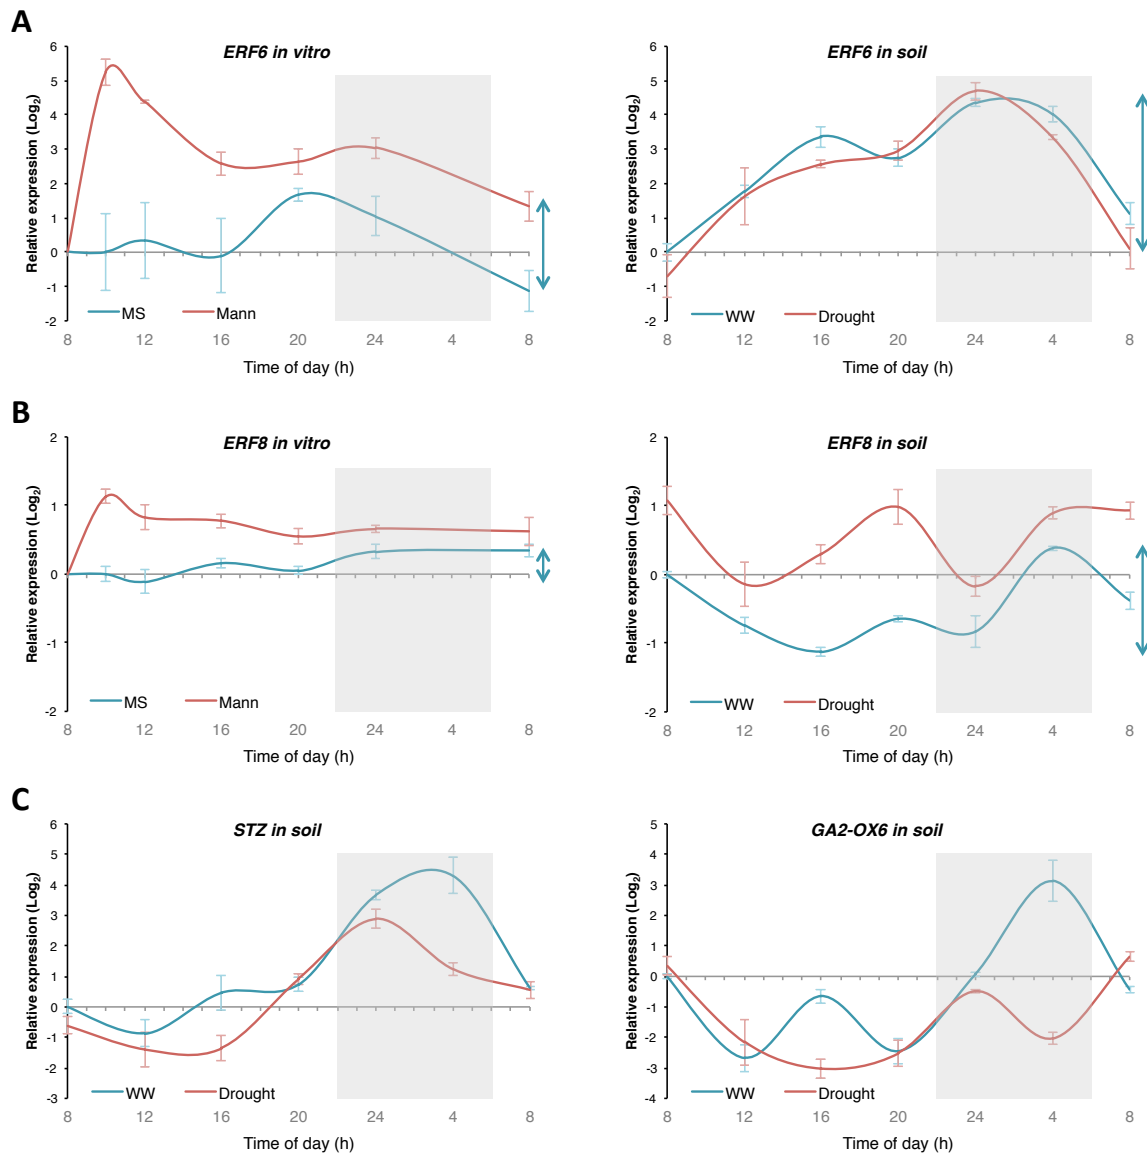 A
ERF6 in vitro
Relative expression (Log2)
6
5
4
3
2
1
0
-1
-2
MS Mann
8 12 16 20 24 4 8
Time of day (h)
ERF6 in soil
Relative expression (Log2)
6
5
4
3
2
1
0
-1
-2
WW Drought
8 12 16 20 24 4 8
Time of day (h)
B
ERF8 in vitro
Relative expression (Log2)
2
1
0
-1
-2
MS Mann
8 12 16 20 24 4 8
Time of day (h)
ERF8 in soil
Relative expression (Log2)
2
1
0
-1
-2
WW Drought
8 12 16 20 24 4 8
Time of day (h)
C
STZ in soil
Relative expression (Log2)
6
5
4
3
2
1
0
-1
-2
-3
WW Drought
8 12 16 20 24 4 8
Time of day (h)
GA2-OX6 in soil
Relative expression (Log2)
5
4
3
2
1
0
-1
-2
-3
-4
WW Drought
8 12 16 20 24 4 8
Time of day (h)